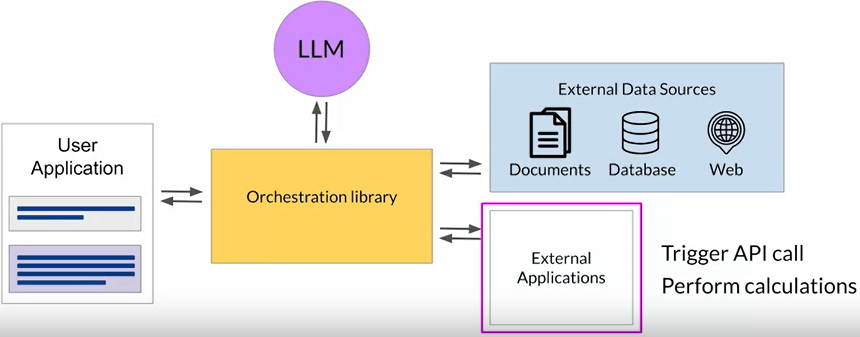 LLM
User
Application
Orchestration library
External Data Sources
Documents
Database
Web
External
Applications
Trigger API call
Perform calculations